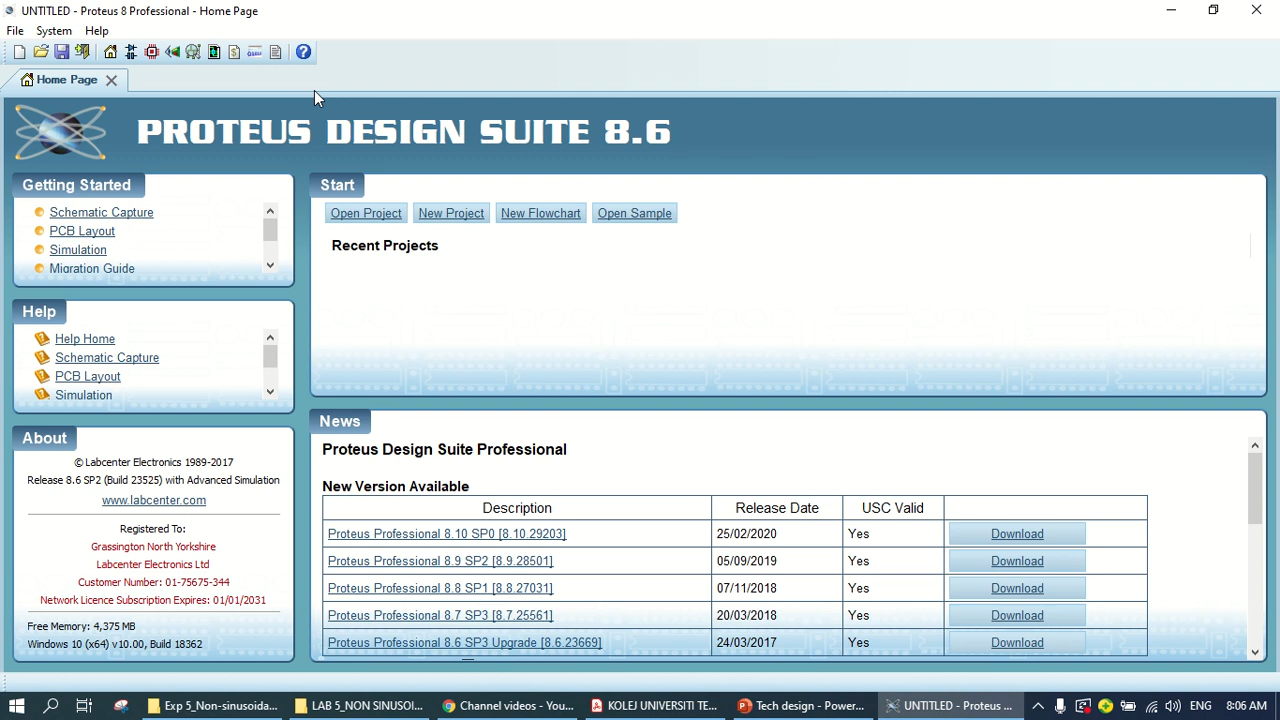 UNTITLED - Proteus 8 Professional - Home Page
File System Help
Home Page
PROTEUS DESIGN SUITE 8.6
Getting Started
Schematic Capture
PCB Layout
Simulation
Migration Guide
Start
Open Project New Project New Flowchart Open Sample
Recent Projects
Help
Help Home
Schematic Capture
PCB Layout
Simulation
About
© Labcenter Electronics 1989-2017
Release 8.6 SP2 (Build 23525) with Advanced Simulation
www.labcenter.com
Registered To:
Grassington North Yorkshire
Labcenter Electronics Ltd
Customer Number: 01-75675-344
Network Licence Subscription Expires: 01/01/2031
Free Memory: 4,375 MB
Windows 10 (x64) v10.00, Build 18362
News
Proteus Design Suite Professional
New Version Available
Description Release Date USC Valid
Proteus Professional 8.10 SP0 [8.10.29203] 25/02/2020 Yes Download
Proteus Professional 8.9 SP2 [8.9.28501] 05/09/2019 Yes Download
Proteus Professional 8.8 SP1 [8.8.27031] 07/11/2018 Yes Download
Proteus Professional 8.7 SP3 [8.7.25561] 20/03/2018 Yes Download
Proteus Professional 8.6 SP3 Upgrade [8.6.23669] 24/03/2017 Yes Download
Exp 5_Non-sinusoida... LAB 5_NON SINUSOI... Channel videos - You... KOLEJ UNIVERSITI TE... Tech design - Power... UNTITLED - Proteus ... ENG 8:06 AM